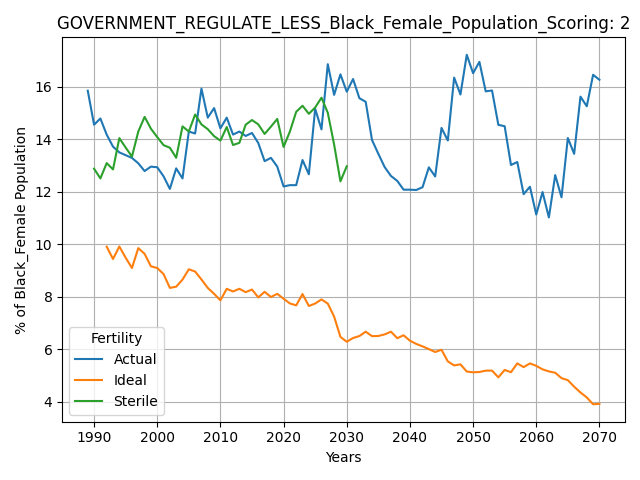 GOVERNMENT_REGULATE_LESS_Black_Female_Population_Scoring: 2
% of Black_Female Population
16
14
12
10
8
6
4
Fertility
Actual
Ideal
Sterile
1990 2000 2010 2020 2030 2040 2050 2060 2070
Years